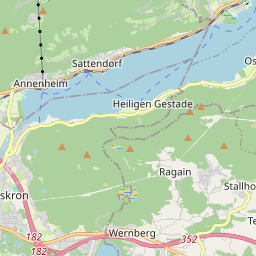 Sattendorf
Os
Annenheim
Heiligen Gestade
Ragain
Stallho
skron
Te
182
182
Wernberg
352